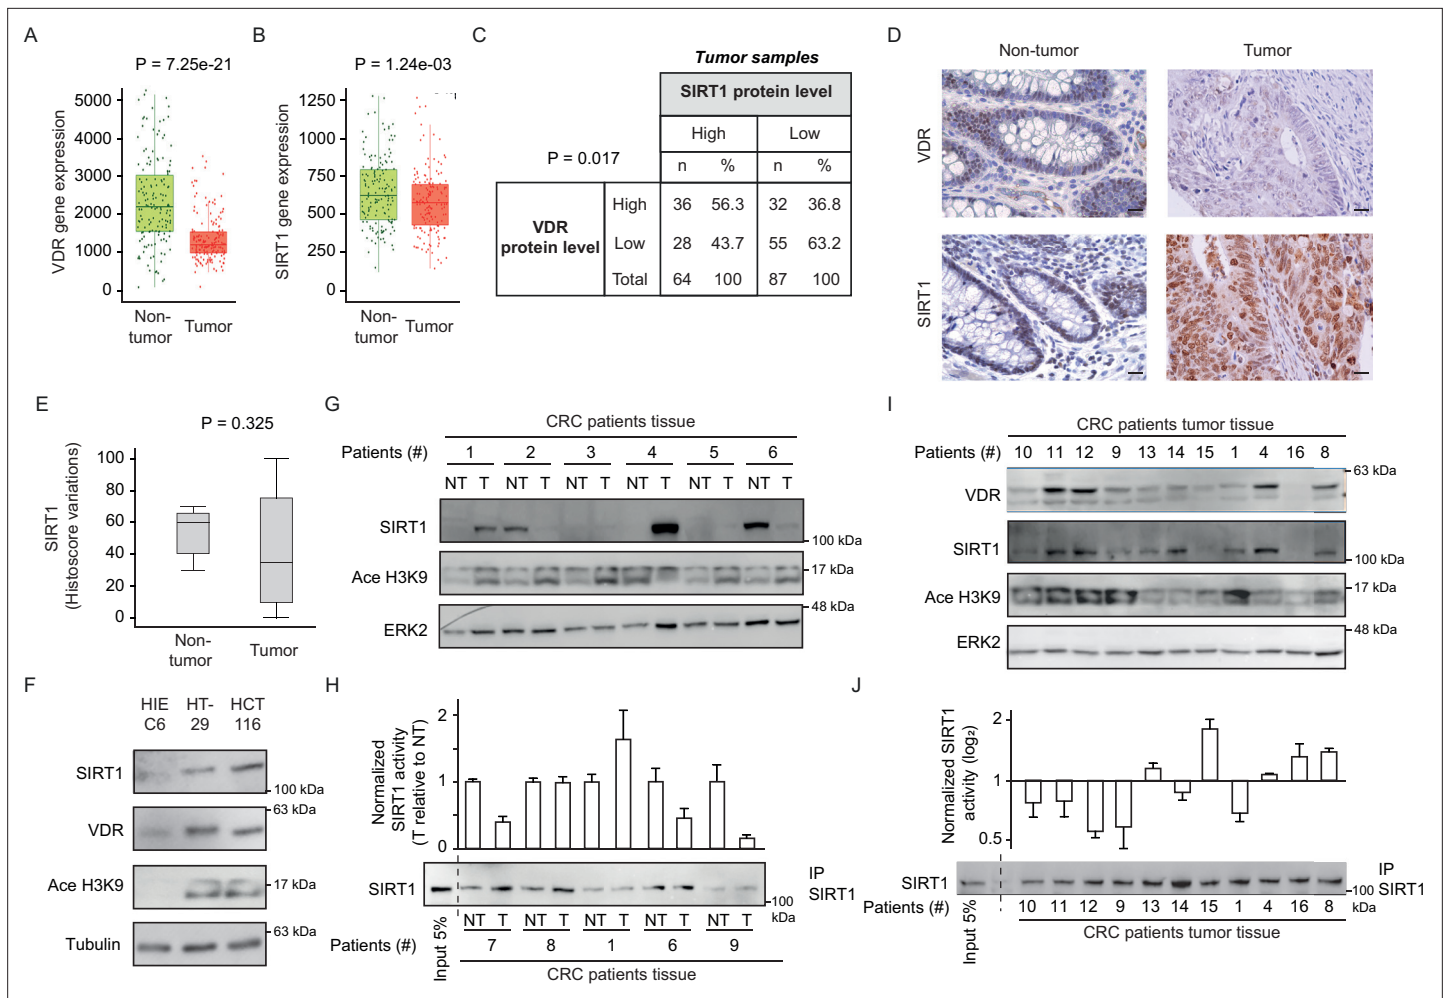 A
P = 7.25e-21
VDR gene expression
5000
4000
3000
2000
1000
0
Non-
tumor
Tumor
B
P = 1.24e-03
SIRT1 gene expression
1250
1000
750
500
250
0
Non-
tumor
Tumor
C
Tumor samples
SIRT1 protein level
High Low
P = 0.017
n % n %
VDR
protein level
High 36 56.3 32 36.8
Low 28 43.7 55 63.2
Total 64 100 87 100
D
Non-tumor Tumor
VDR
SIRT1
E
P = 0.325
SIRT1
(Histoscore variations)
100
80
60
40
20
0
Non-
tumor
Tumor
F
HIE HT- HCT
C6 29 116
SIRT1
100 kDa
63 kDa
VDR
Ace H3K9
17 kDa
63 kDa
Tubulin
G
CRC patients tissue
Patients (#) 1 2 3 4 5 6
NT T NT T NT T NT T NT T NT T
SIRT1
100 kDa
17 kDa
Ace H3K9
48 kDa
ERK2
H
Normalized
SIRT1 activity
(T relative to NT)
2
1
0
SIRT1
IP
SIRT1
100
kDa
Input 5%
NT T NT T NT T NT T NT T
Patients (#) 7 8 1 6 9
CRC patients tissue
I
CRC patients tumor tissue
Patients (#) 10 11 12 9 13 14 15 1 4 16 8
63 kDa
VDR
SIRT1
100 kDa
Ace H3K9
17 kDa
48 kDa
ERK2
J
Normalized SIRT1
activity (log₂)
2
1
0.5
SIRT1
IP
SIRT1
100
kDa
Input 5%
Patients (#) 10 11 12 9 13 14 15 1 4 16 8
CRC patients tumor tissue